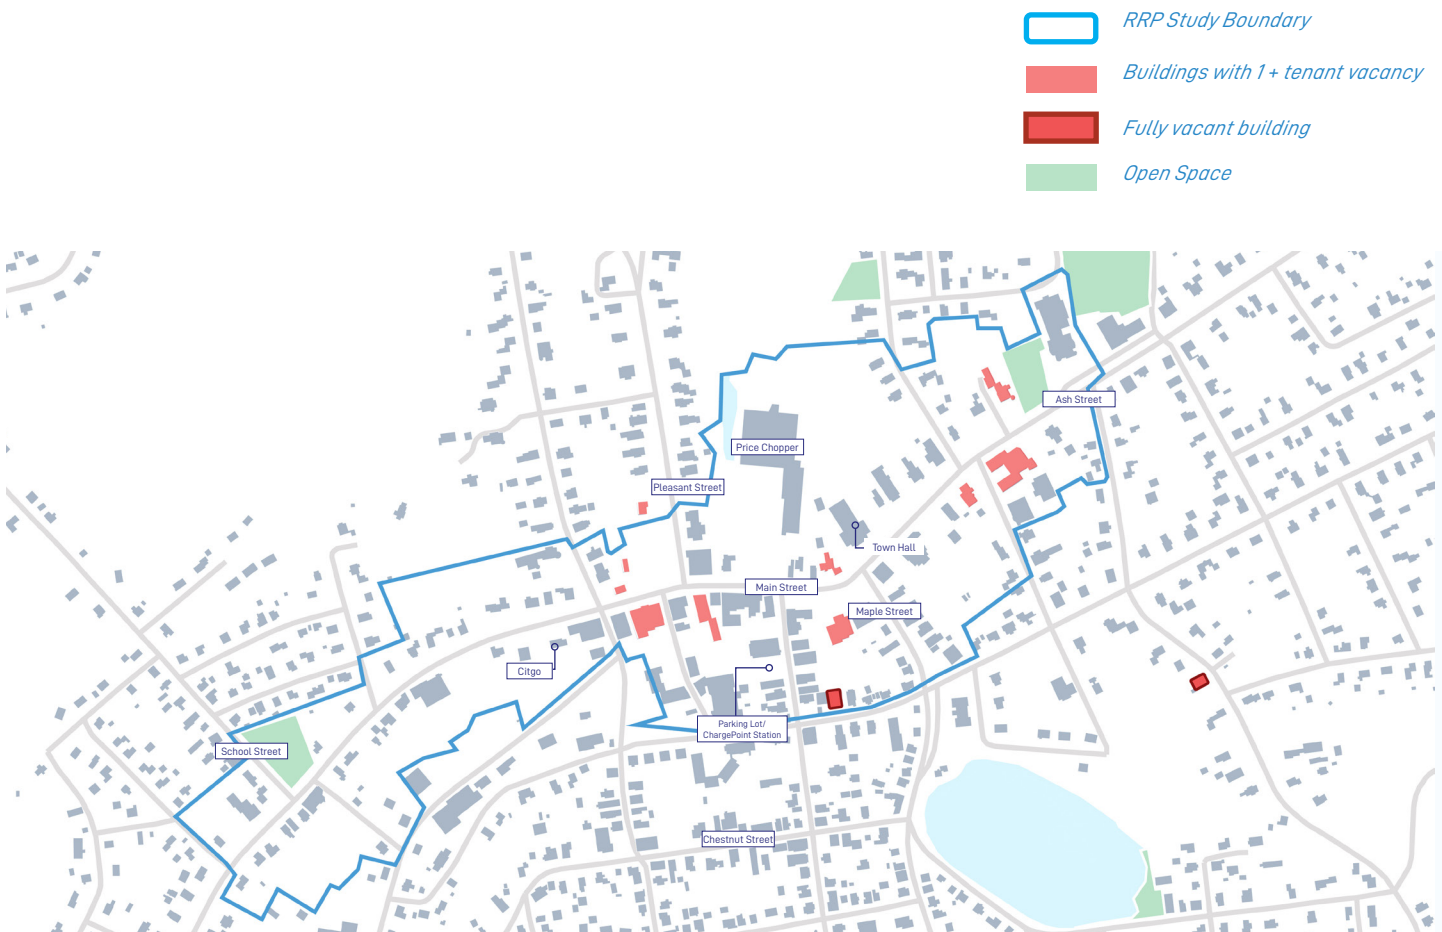 RRP Study Boundary
Buildings with 1+ tenant vacancy
Fully vacant building
Open Space
Ash Street
Price Chopper
Pleasant Street
Town Hall
Main Street
Maple Street
Citgo
Parking Lot/
ChargePoint Station
School Street
Chestnut Street